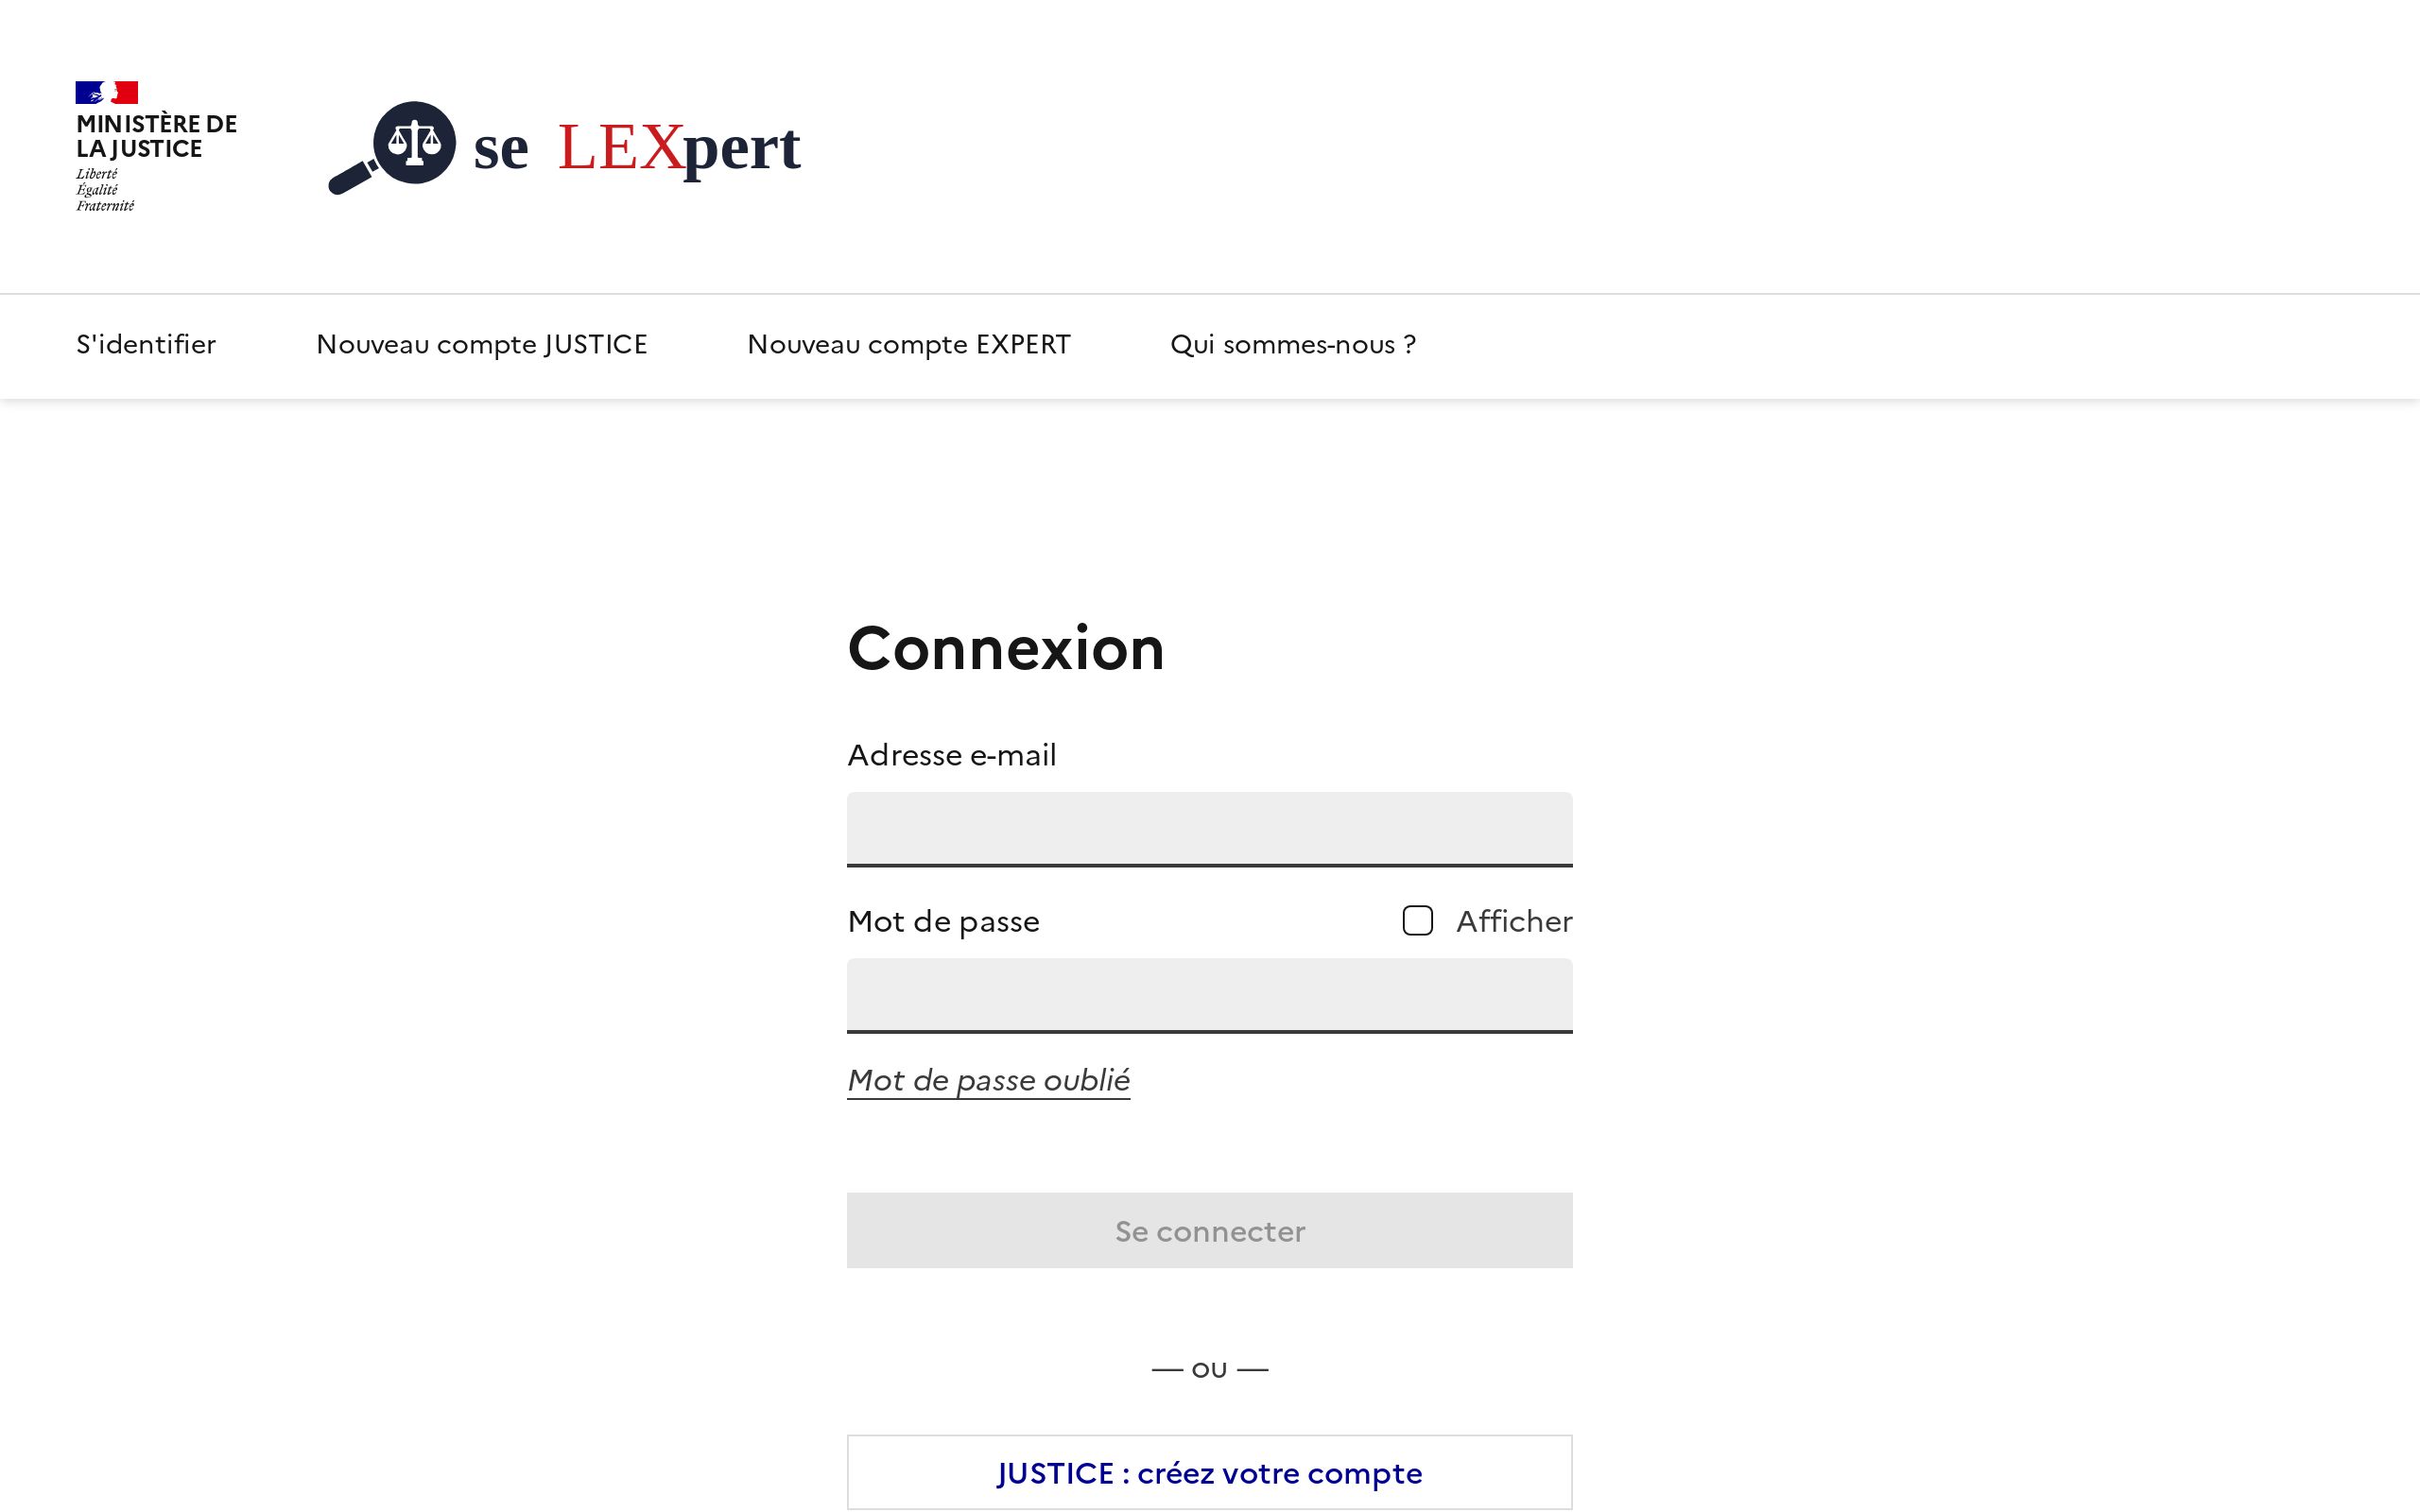 MINISTÈRE DE
LA JUSTICE
Liberté
Égalité
Fraternité
se LEXpert
S'identifier Nouveau compte JUSTICE Nouveau compte EXPERT Qui sommes-nous ?
Connexion
Adresse e-mail
Mot de passe Afficher
Mot de passe oublié
Se connecter
— ou —
JUSTICE : créez votre compte